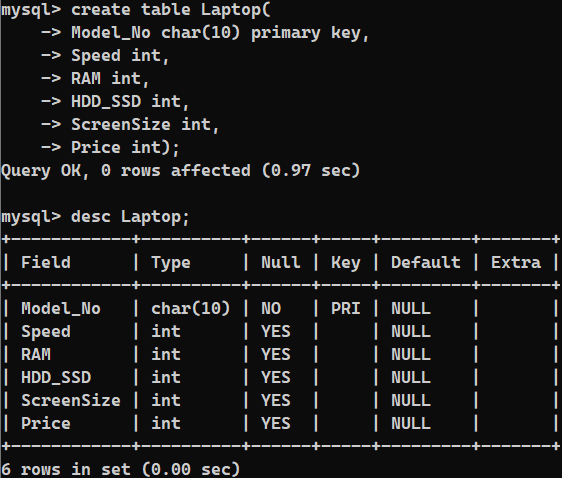 mysql> create table Laptop(
    -> Model_No char(10) primary key,
    -> Speed int,
    -> RAM int,
    -> HDD_SSD int,
    -> ScreenSize int,
    -> Price int);
Query OK, 0 rows affected (0.97 sec)

mysql> desc Laptop;
+------------+----------+------+-----+---------+-------+
| Field      | Type     | Null | Key | Default | Extra |
+------------+----------+------+-----+---------+-------+
| Model_No   | char(10) | NO   | PRI | NULL    |       |
| Speed      | int      | YES  |     | NULL    |       |
| RAM        | int      | YES  |     | NULL    |       |
| HDD_SSD    | int      | YES  |     | NULL    |       |
| ScreenSize | int      | YES  |     | NULL    |       |
| Price      | int      | YES  |     | NULL    |       |
+------------+----------+------+-----+---------+-------+
6 rows in set (0.00 sec)